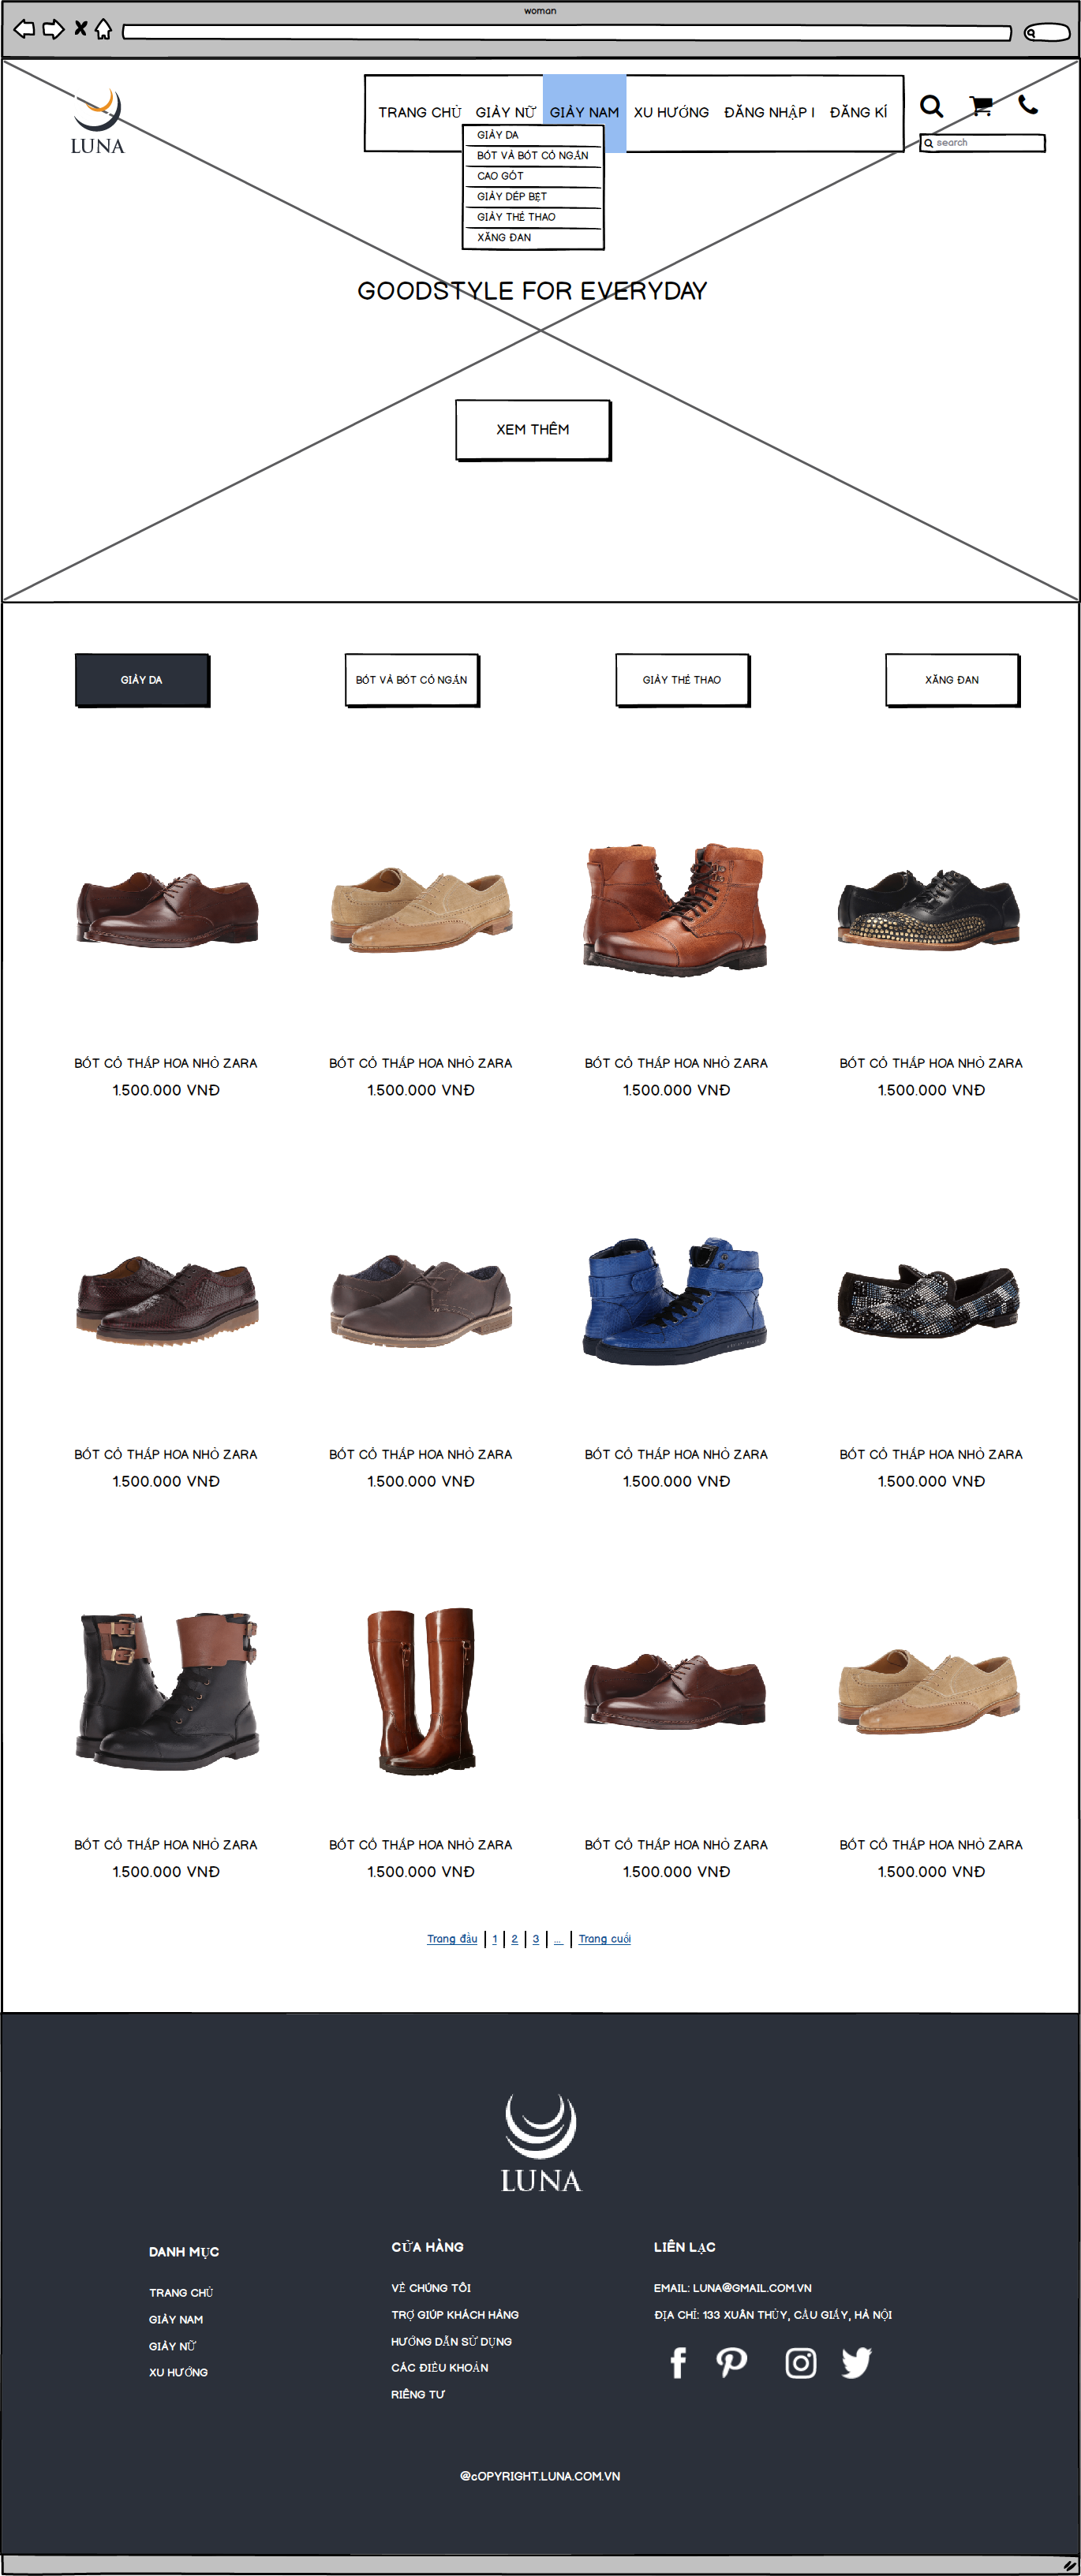 woman
LUNA
TRANG CHỦ GIẦY NỮ GIẦY NAM XU HƯỚNG ĐĂNG NHẬP I ĐĂNG KÍ
search
GIẦY DA
BỐT VÀ BỐT CỔ NGẮN
CAO GÓT
GIẦY DÉP BỆT
GIẦY THỂ THAO
XĂNG ĐAN
GOODSTYLE FOR EVERYDAY
XEM THÊM
GIẦY DA BỐT VÀ BỐT CỔ NGẮN GIẦY THỂ THAO XĂNG ĐAN
BỐT CỔ THẤP HOA NHỎ ZARA BỐT CỔ THẤP HOA NHỎ ZARA BỐT CỔ THẤP HOA NHỎ ZARA BỐT CỔ THẤP HOA NHỎ ZARA
1.500.000 VNĐ 1.500.000 VNĐ 1.500.000 VNĐ 1.500.000 VNĐ
BỐT CỔ THẤP HOA NHỎ ZARA BỐT CỔ THẤP HOA NHỎ ZARA BỐT CỔ THẤP HOA NHỎ ZARA BỐT CỔ THẤP HOA NHỎ ZARA
1.500.000 VNĐ 1.500.000 VNĐ 1.500.000 VNĐ 1.500.000 VNĐ
BỐT CỔ THẤP HOA NHỎ ZARA BỐT CỔ THẤP HOA NHỎ ZARA BỐT CỔ THẤP HOA NHỎ ZARA BỐT CỔ THẤP HOA NHỎ ZARA
1.500.000 VNĐ 1.500.000 VNĐ 1.500.000 VNĐ 1.500.000 VNĐ
Trang đầu | 1 | 2 | 3 | ... | Trang cuối
LUNA
DANH MỤC
TRANG CHỦ
GIẦY NAM
GIẦY NỮ
XU HƯỚNG
CỬA HÀNG
VỀ CHÚNG TÔI
TRỢ GIÚP KHÁCH HÀNG
HƯỚNG DẪN SỬ DỤNG
CÁC ĐIỀU KHOẢN
RIÊNG TƯ
LIÊN LẠC
EMAIL: LUNA@GMAIL.COM.VN
ĐỊA CHỈ: 133 XUÂN THỦY, CẦU GIẤY, HÀ NỘI
@cOPYRIGHT.LUNA.COM.VN